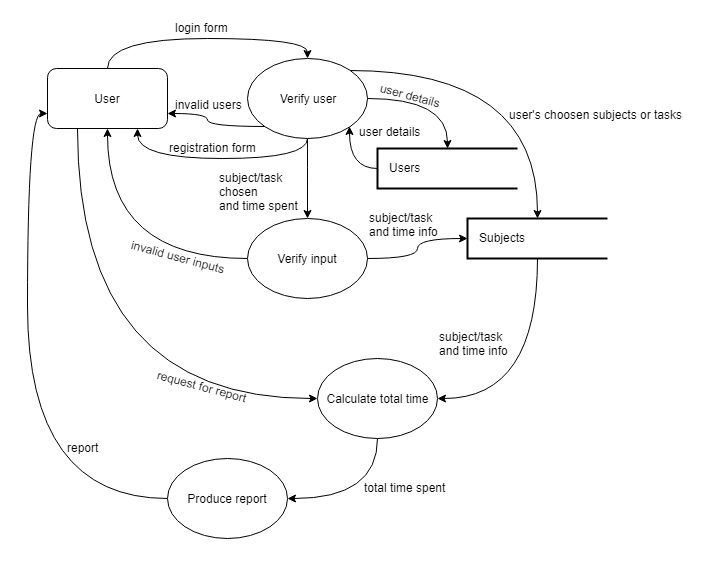 login form
User
Verify user
invalid users
user details
user's choosen subjects or tasks
user details
registration form
Users
subject/task
chosen
and time spent
subject/task
and time info
invalid user inputs
Verify input
Subjects
subject/task
and time info
request for report
Calculate total time
report
total time spent
Produce report